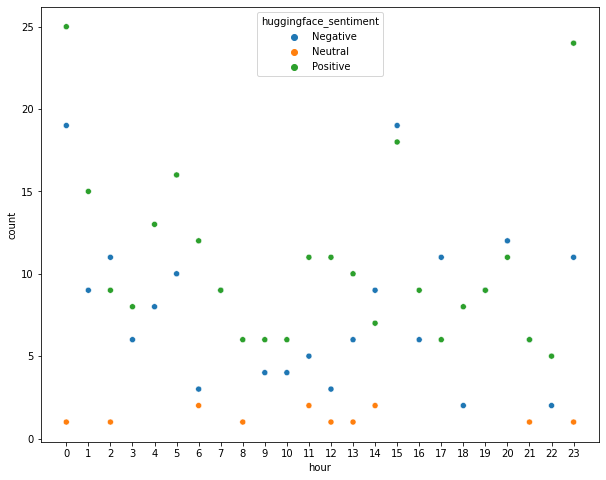 huggingface_sentiment
Negative
Neutral
Positive
25
20
15
10
5
0
count
0 1 2 3 4 5 6 7 8 9 10 11 12 13 14 15 16 17 18 19 20 21 22 23
hour